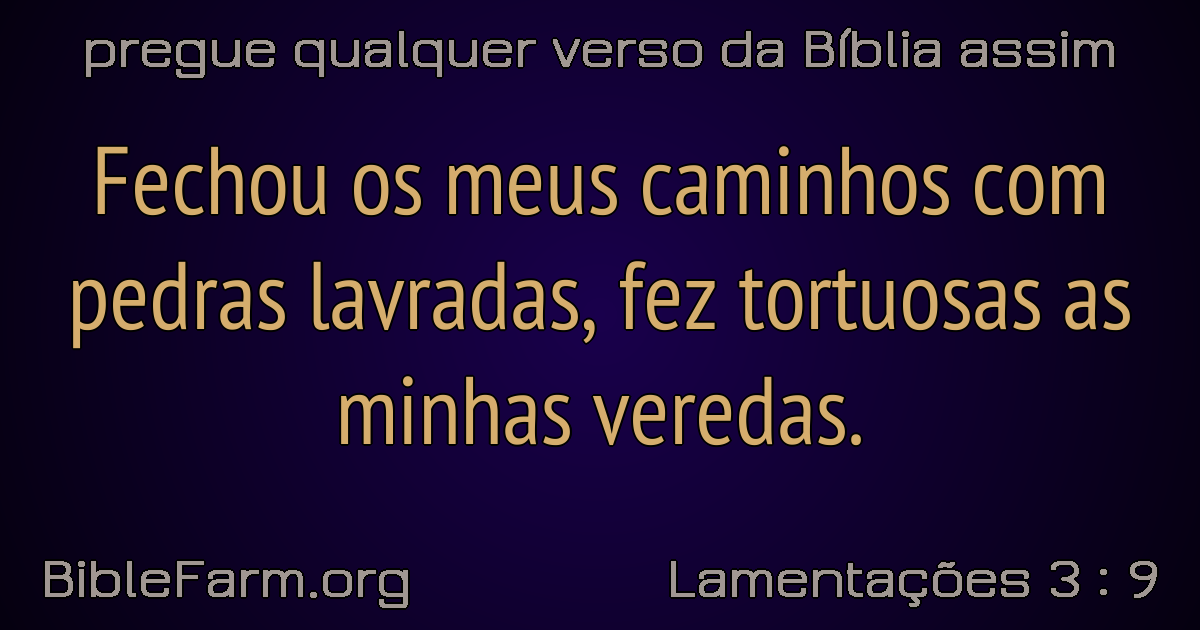 pregue qualquer verso da Bíblia assim
Fechou os meus caminhos com
pedras lavradas, fez tortuosas as
minhas veredas.
BibleFarm.org
Lamentações 3 : 9